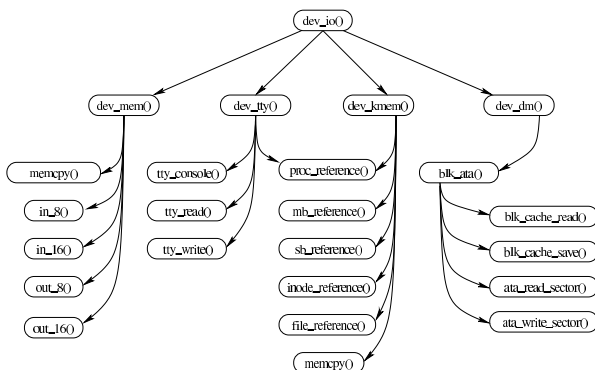 dev_io()
dev_mem()
dev_tty()
dev_kmem()
dev_dm()
memcpy()
in_8()
in_16()
out_8()
out_16()
tty_console()
tty_read()
tty_write()
proc_reference()
mb_reference()
sb_reference()
inode_reference()
file_reference()
memcpy()
blk_ata()
blk_cache_read()
blk_cache_save()
ata_read_sector()
ata_write_sector()